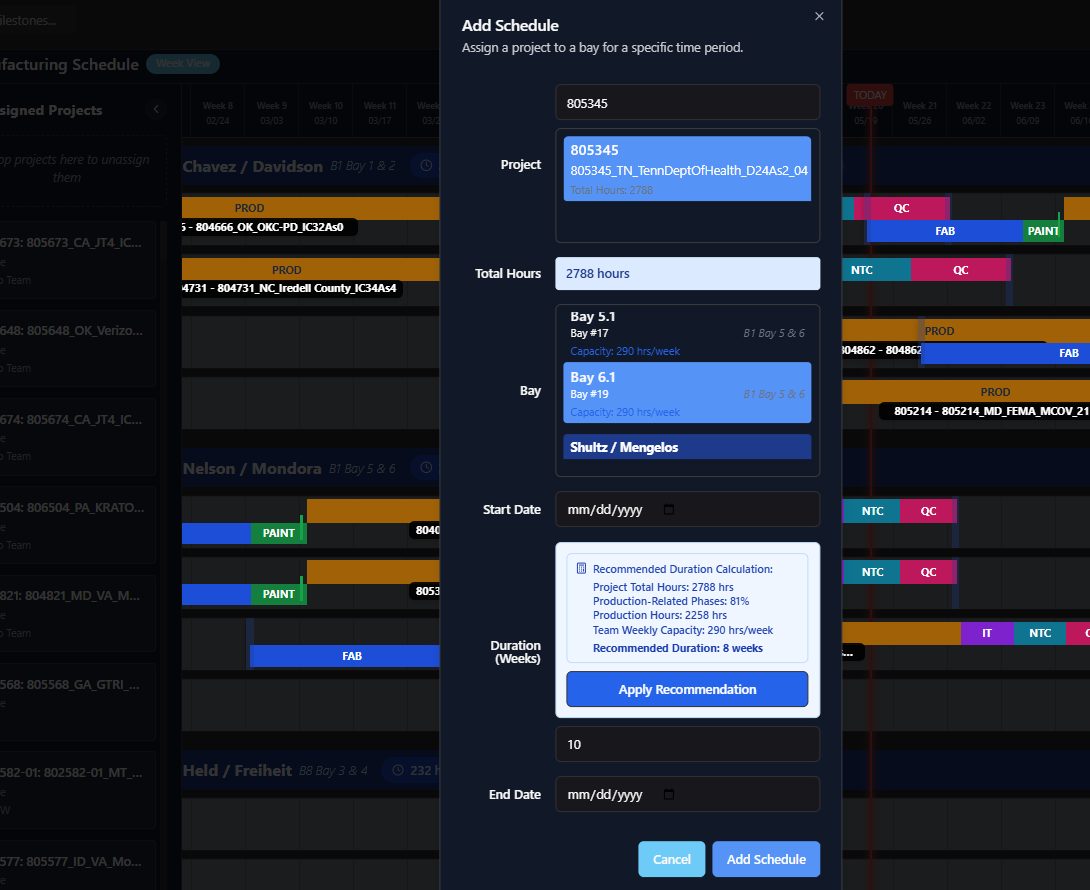 ilestones...
facturing Schedule
Week View
signed Projects
op projects here to unassign
them
673: 805673_CA_JT4_IC...
e
o Team
648: 805648_OK_Verizo...
e
o Team
674: 805674_CA_JT4_IC...
e
o Team
504: 806504_PA_KRATO...
e
o Team
821: 804821_MD_VA_M...
e
o Team
568: 805568_GA_GTRI_...
e
582-01: 802582-01_MT_...
e
W
577: 805577_ID_VA_Mo...
e
Week 8
02/24
Week 9
03/03
Week 10
03/10
Week 11
03/17
Week
03/2
Chavez / Davidson B1 Bay 1 & 2
PROD
5 - 804666_OK_OKC-PD_IC32As0
PROD
4731 - 804731_NC_Iredell County_IC34As4
Nelson / Mondora B1 Bay 5 & 6
PAINT
8040
PAINT
8053
FAB
Held / Freiheit B8 Bay 3 & 4 232 h
Add Schedule
Assign a project to a bay for a specific time period.
805345
Project
805345
805345_TN_TennDeptOfHealth_D24As2_04
Total Hours: 2788
Total Hours
2788 hours
Bay
Bay 5.1
Bay #17 B1 Bay 5 & 6
Capacity: 290 hrs/week
Bay 6.1
Bay #19 B1 Bay 5 & 6
Capacity: 290 hrs/week
Shultz / Mengelos
Start Date
mm/dd/yyyy
Duration
(Weeks)
Recommended Duration Calculation:
Project Total Hours: 2788 hrs
Production-Related Phases: 81%
Production Hours: 2258 hrs
Team Weekly Capacity: 290 hrs/week
Recommended Duration: 8 weeks
Apply Recommendation
10
End Date
mm/dd/yyyy
Cancel
Add Schedule
TODAY
05/19
Week 21
05/26
Week 22
06/02
Week 23
06/09
Week
06/1
QC
FAB
PAINT
NTC
QC
PROD
804862 - 804862
FAB
PROD
805214 - 805214_MD_FEMA_MCOV_21
NTC
QC
NTC
QC
IT
NTC
...